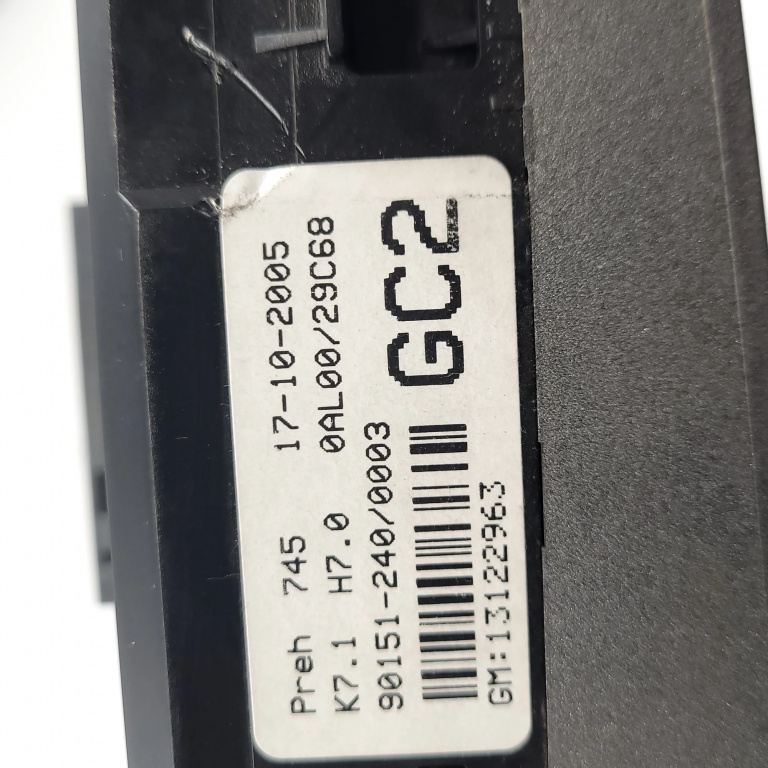 Preh 745 17-10-2005
K7.1 H7.0 0AL00/29C68
90151-240/0003
GC2
GM:13122963